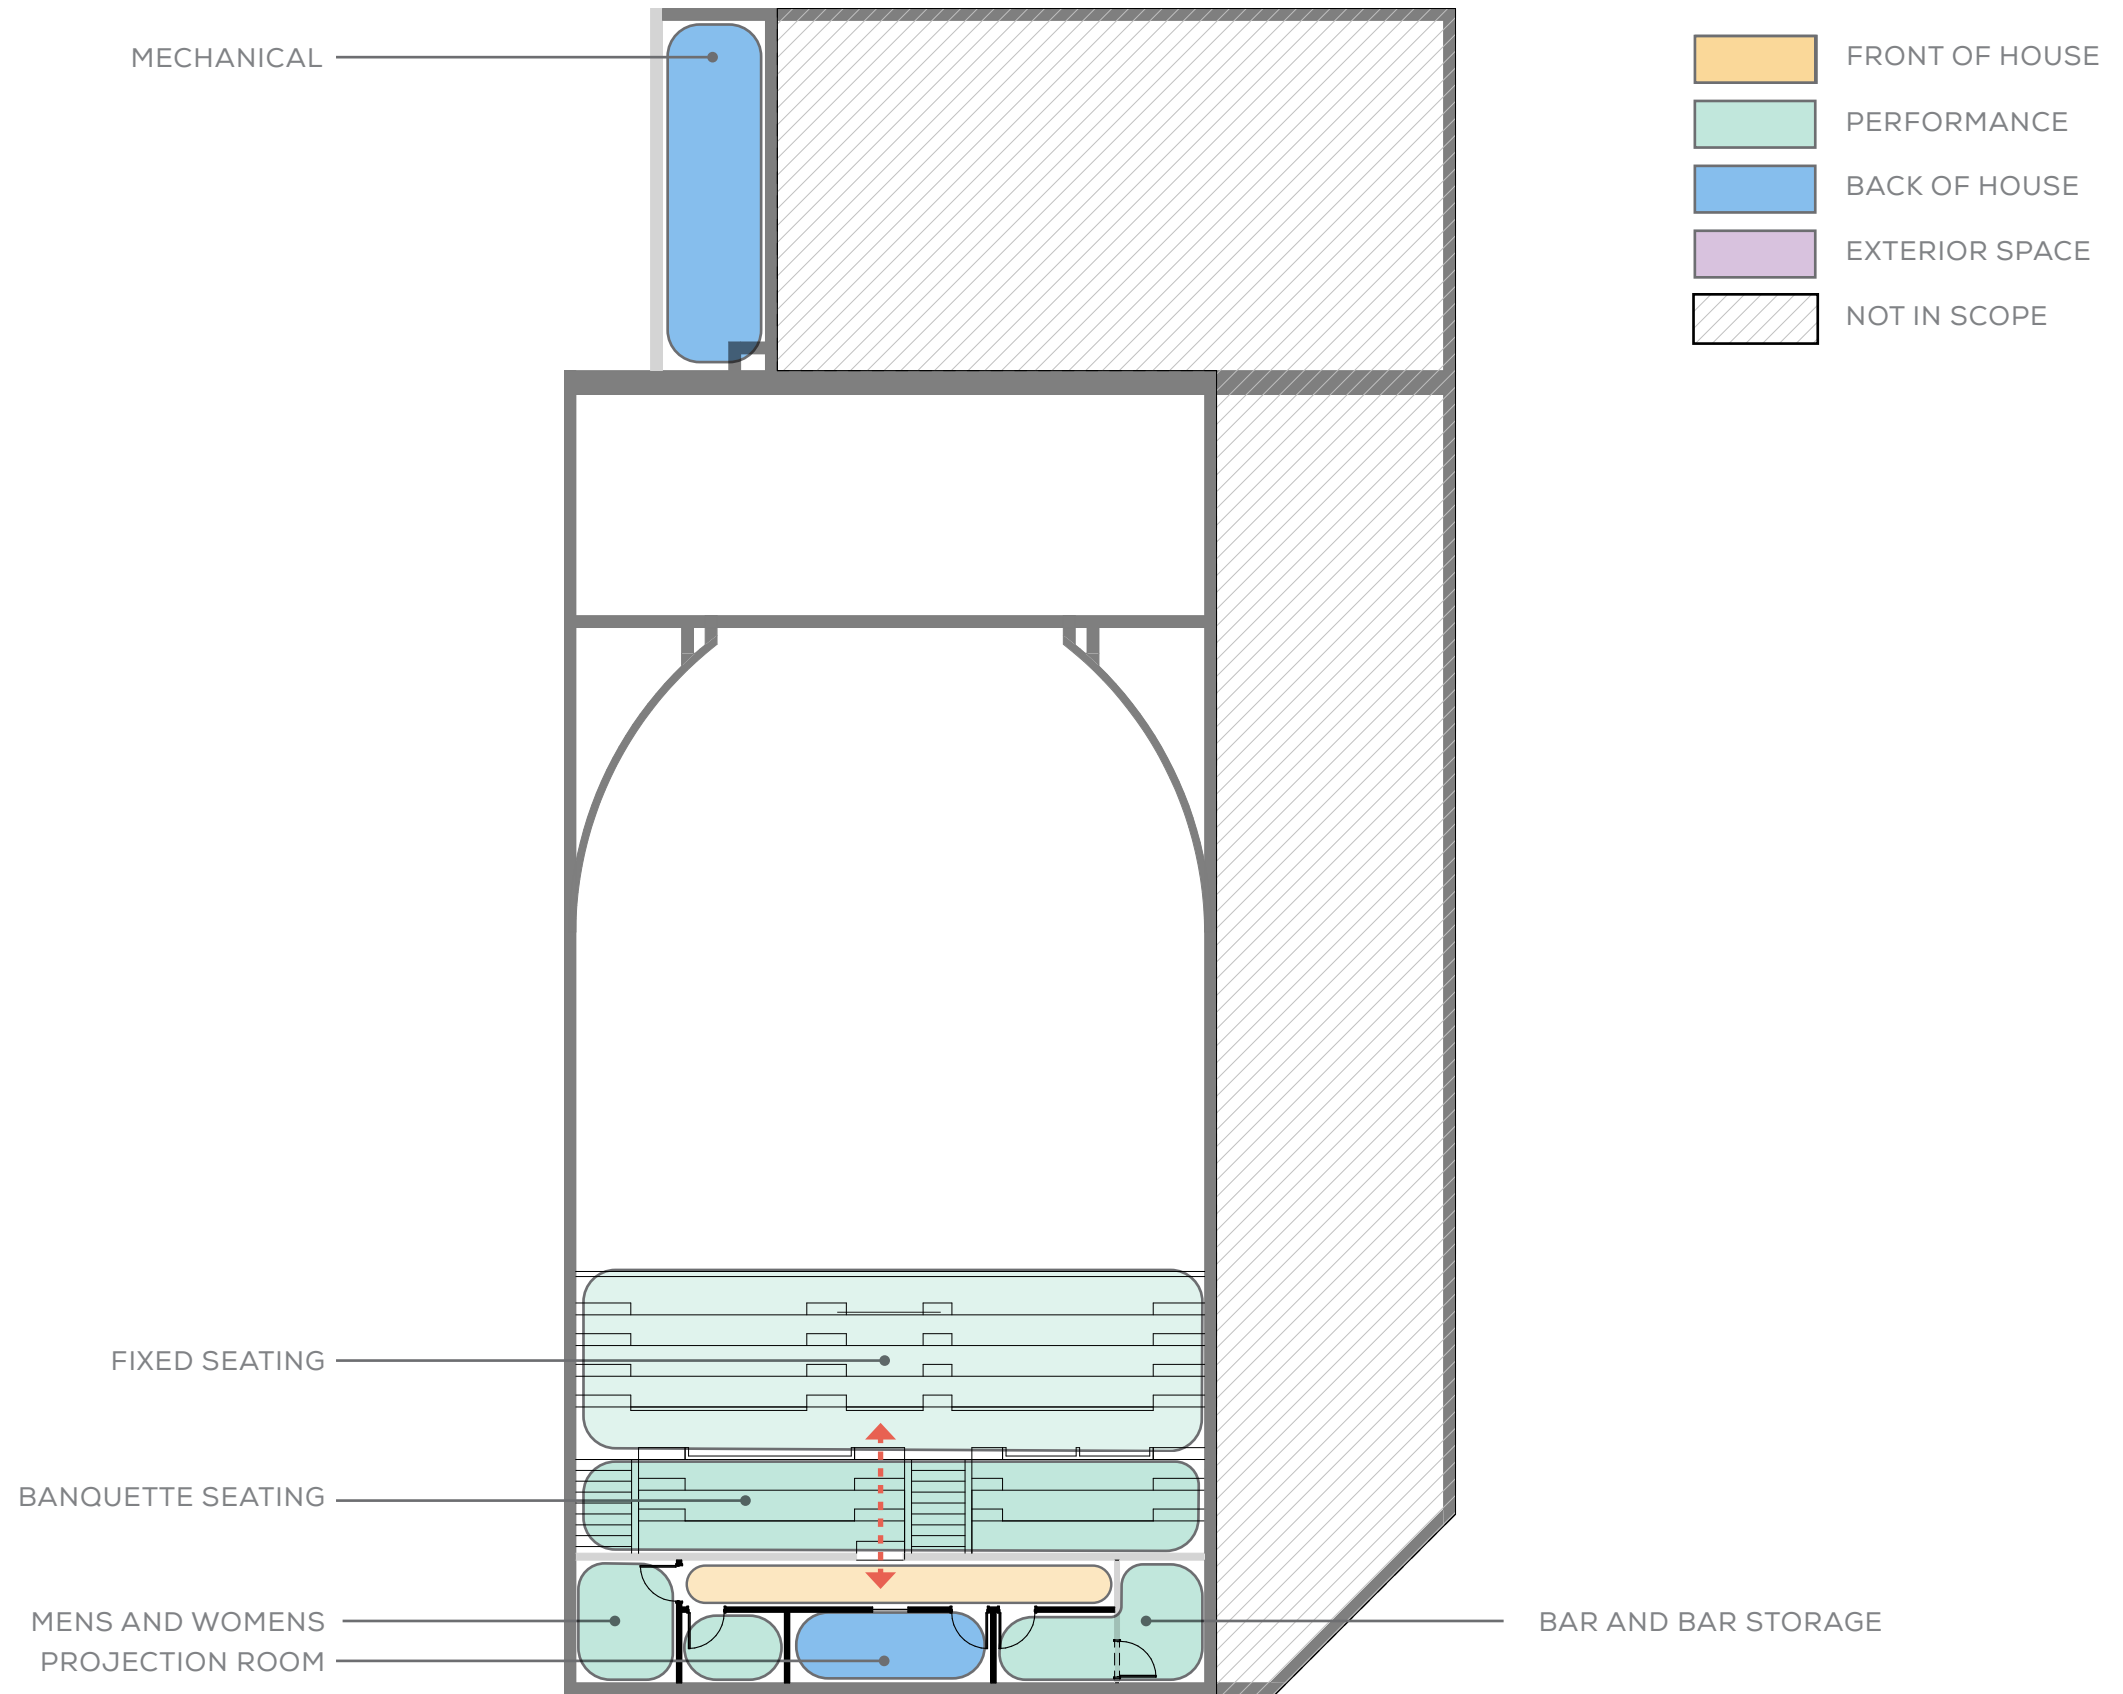 MECHANICAL
FRONT OF HOUSE
PERFORMANCE
BACK OF HOUSE
EXTERIOR SPACE
NOT IN SCOPE
FIXED SEATING
BANQUETTE SEATING
MENS AND WOMENS
PROJECTION ROOM
BAR AND BAR STORAGE